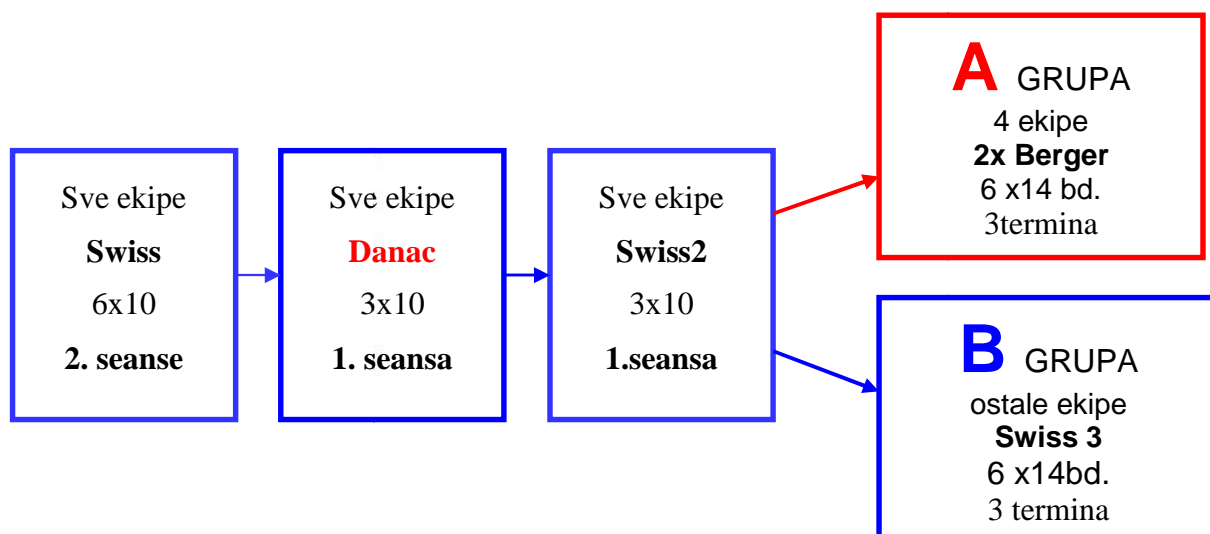 Sve ekipe
Swiss
6x10
2. seanse
Sve ekipe
Danac
3x10
1. seansa
Sve ekipe
Swiss2
3x10
1.seansa
A GRUPA
4 ekipe
2x Berger
6 x14 bd.
3termina
B GRUPA
ostale ekipe
Swiss 3
6 x14bd.
3 termina